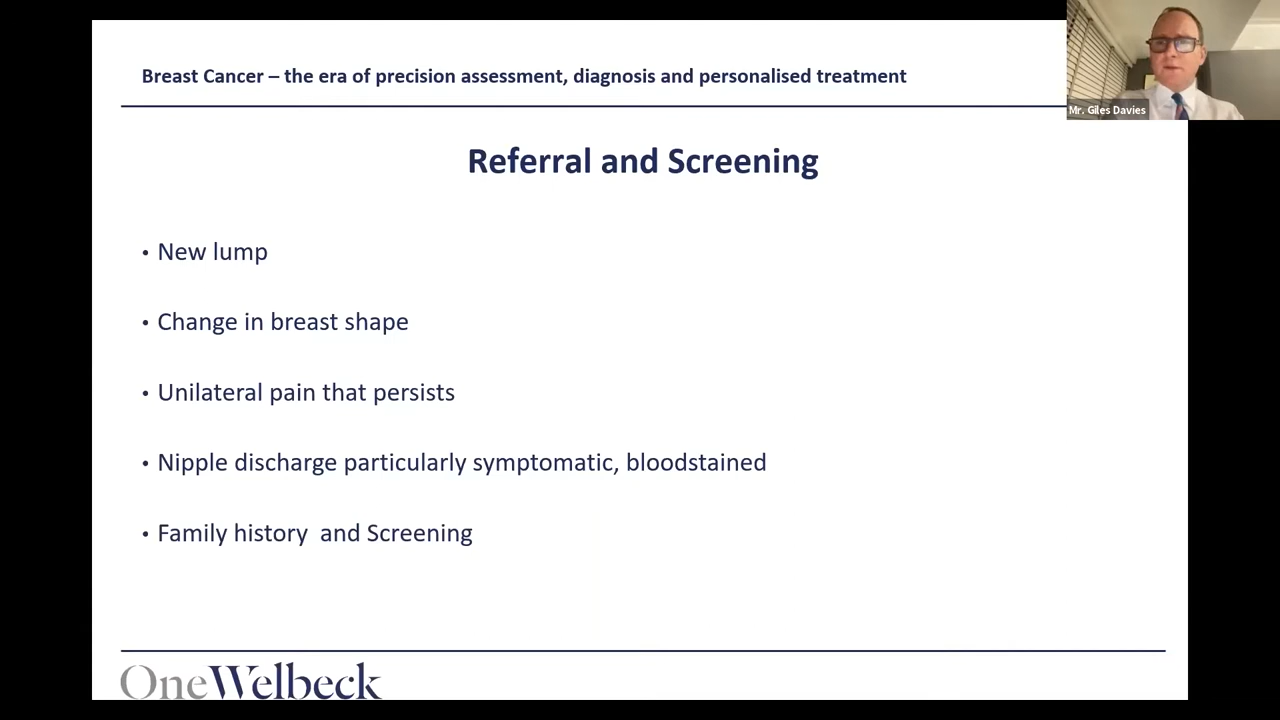 Breast Cancer – the era of precision assessment, diagnosis and personalised treatment
Mr. Giles Davies
Referral and Screening
• New lump
• Change in breast shape
• Unilateral pain that persists
• Nipple discharge particularly symptomatic, bloodstained
• Family history  and Screening
OneWelbeck